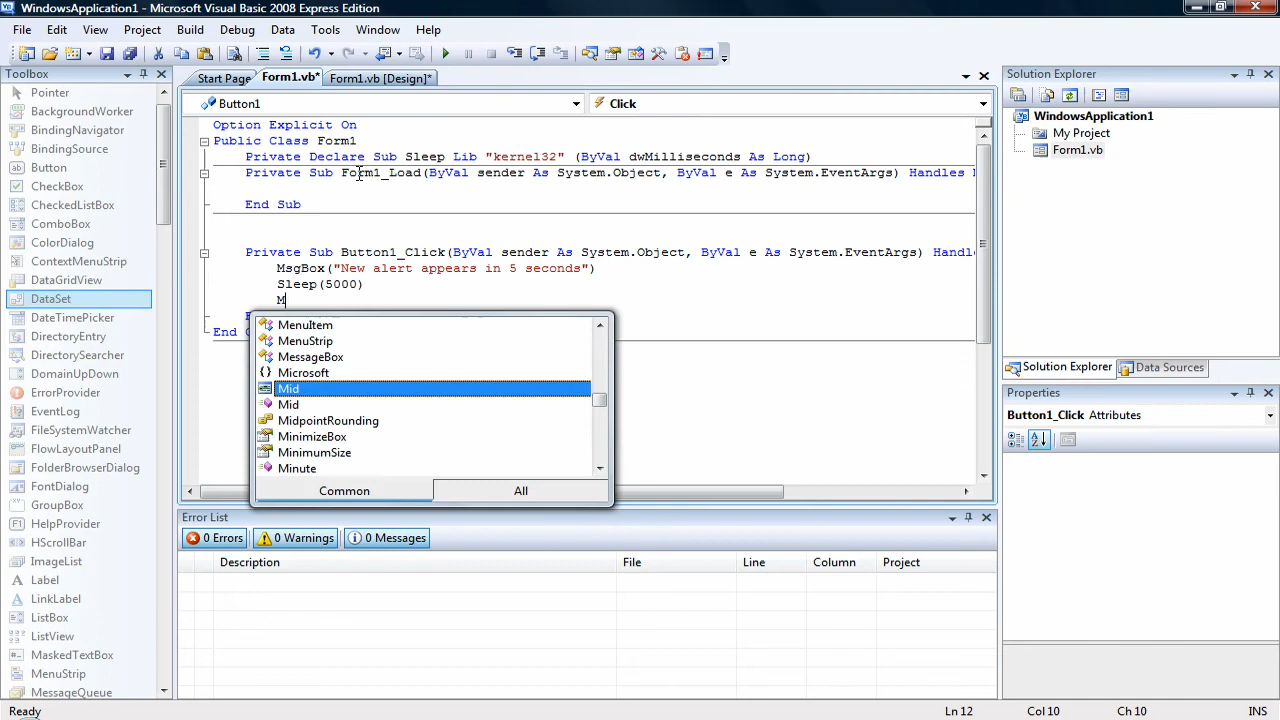 WindowsApplication1 - Microsoft Visual Basic 2008 Express Edition
File Edit View Project Build Debug Data Tools Window Help
Toolbox
Pointer
BackgroundWorker
BindingNavigator
BindingSource
Button
CheckBox
CheckedListBox
ComboBox
ColorDialog
ContextMenuStrip
DataGridView
DataSet
DateTimePicker
DirectoryEntry
DirectorySearcher
DomainUpDown
ErrorProvider
EventLog
FileSystemWatcher
FlowLayoutPanel
FolderBrowserDialog
FontDialog
GroupBox
HelpProvider
HScrollBar
ImageList
Label
LinkLabel
ListBox
ListView
MaskedTextBox
MenuStrip
MessageQueue
Start Page Form1.vb* Form1.vb [Design]*
Button1 Click
Option Explicit On
Public Class Form1
Private Declare Sub Sleep Lib "kernel32" (ByVal dwMilliseconds As Long)
Private Sub Form1_Load(ByVal sender As System.Object, ByVal e As System.EventArgs) Handles
End Sub
Private Sub Button1_Click(ByVal sender As System.Object, ByVal e As System.EventArgs) Handl
MsgBox("New alert appears in 5 seconds")
Sleep(5000)
M
End
MenuItem
MenuStrip
MessageBox
Microsoft
Mid
Mid
MidpointRounding
MinimizeBox
MinimumSize
Minute
Common All
Error List
0 Errors 0 Warnings 0 Messages
Description File Line Column Project
Solution Explorer
WindowsApplication1
My Project
Form1.vb
Solution Explorer Data Sources
Properties
Button1_Click Attributes
Ready Ln 12 Col 10 Ch 10 INS